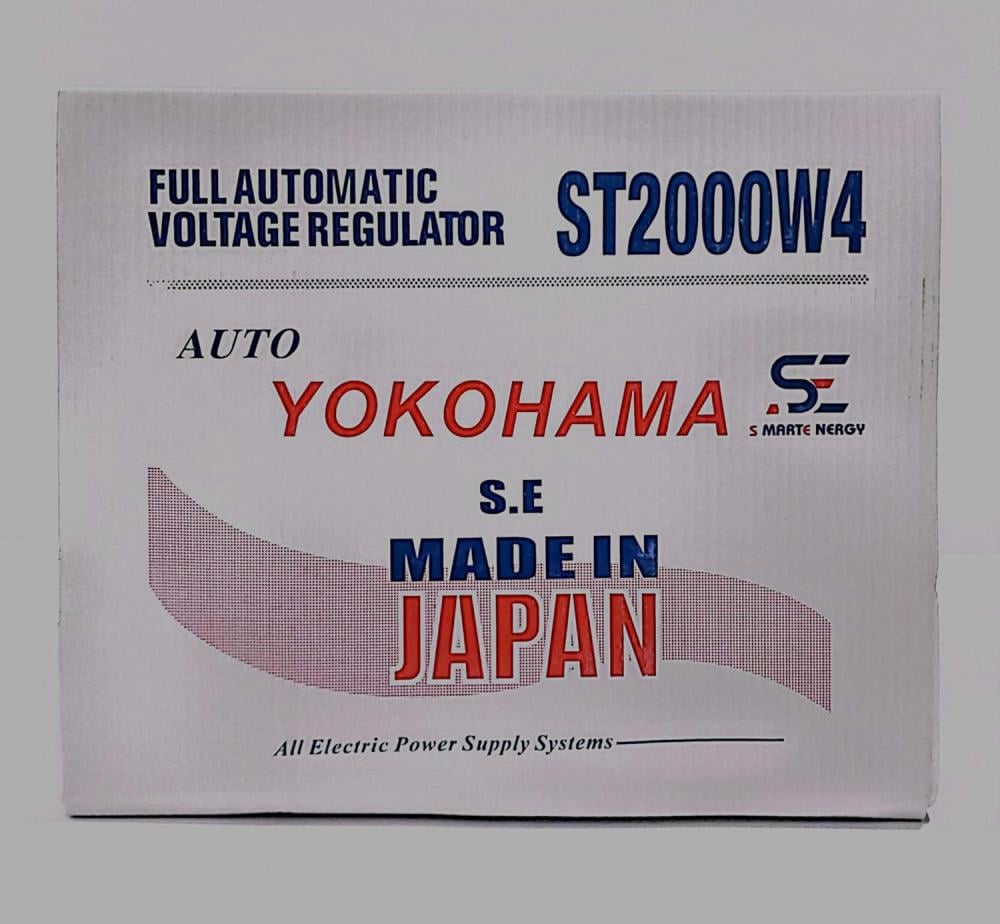 FULL AUTOMATIC
VOLTAGE REGULATOR
ST2000W4
AUTO
YOKOHAMA
SE
S MARTE NERGY
S.E
MADE IN
JAPAN
All Electric Power Supply Systems